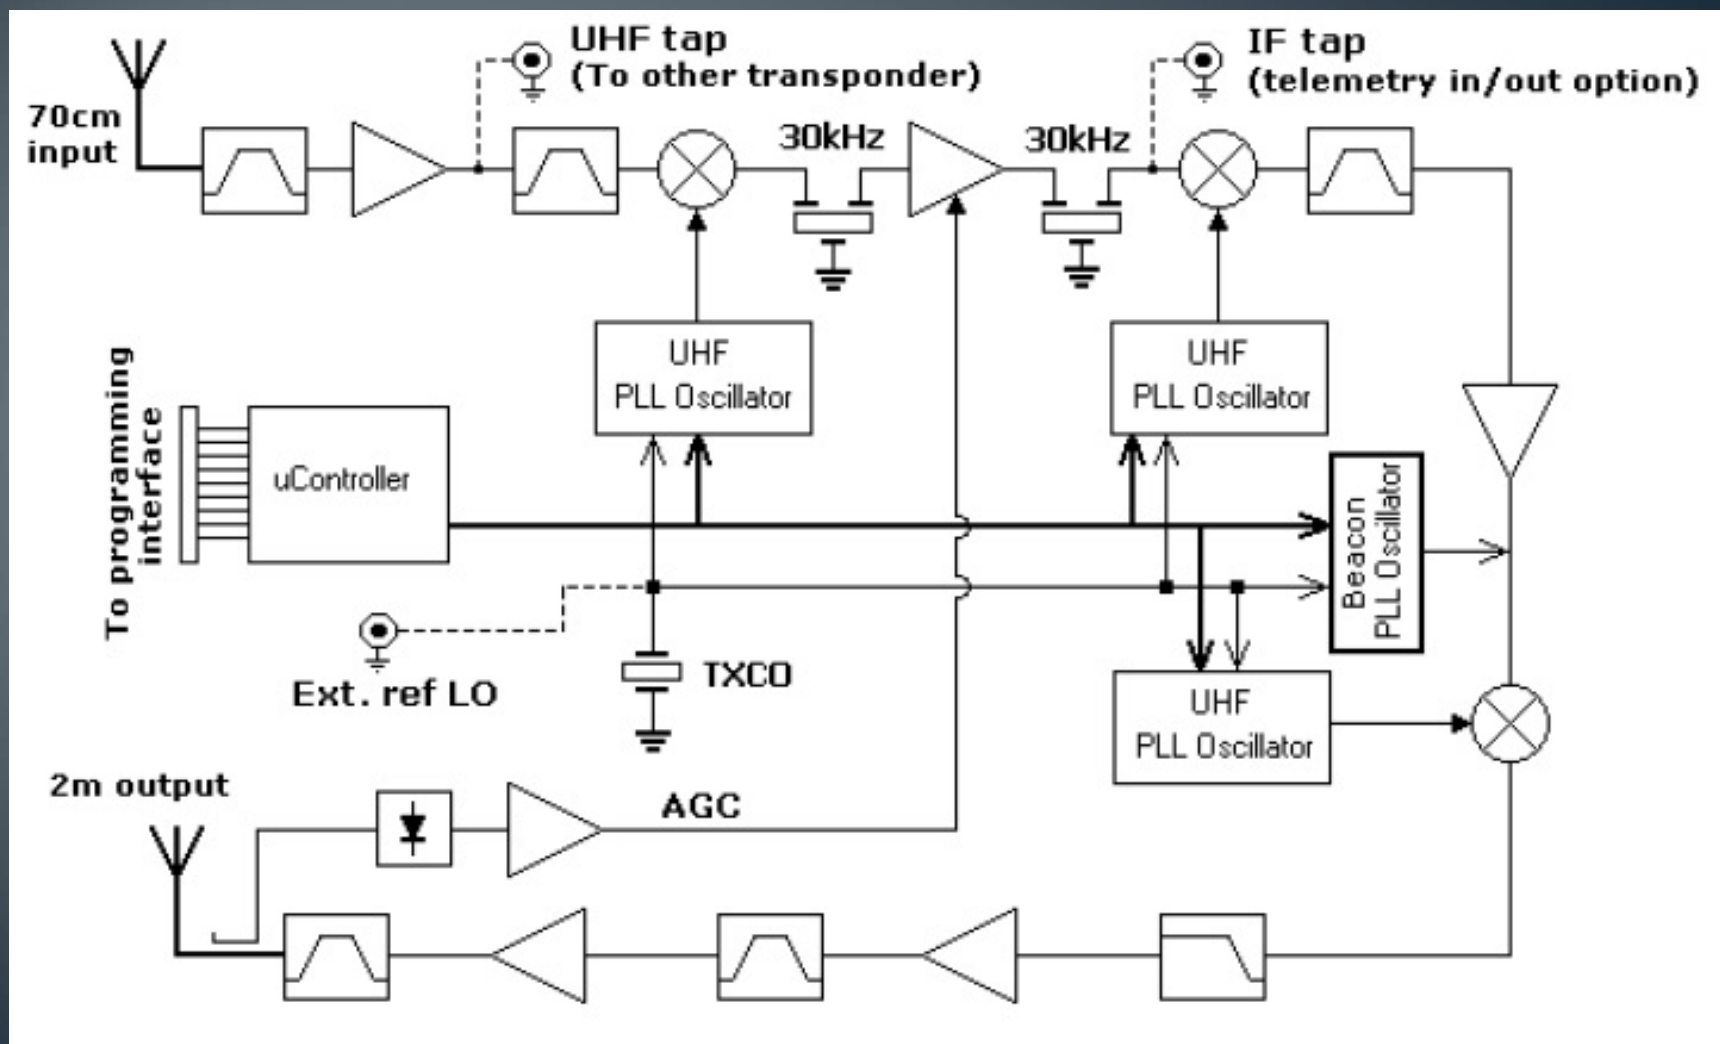 UHF tap
(To other transponder)
IF tap
(telemetry in/out option)
70cm
input
30kHz
30kHz
UHF
PLL Oscillator
UHF
PLL Oscillator
To programming
interface
uController
Beacon
PLL Oscillator
Ext. ref LO
TXCO
UHF
PLL Oscillator
2m output
AGC